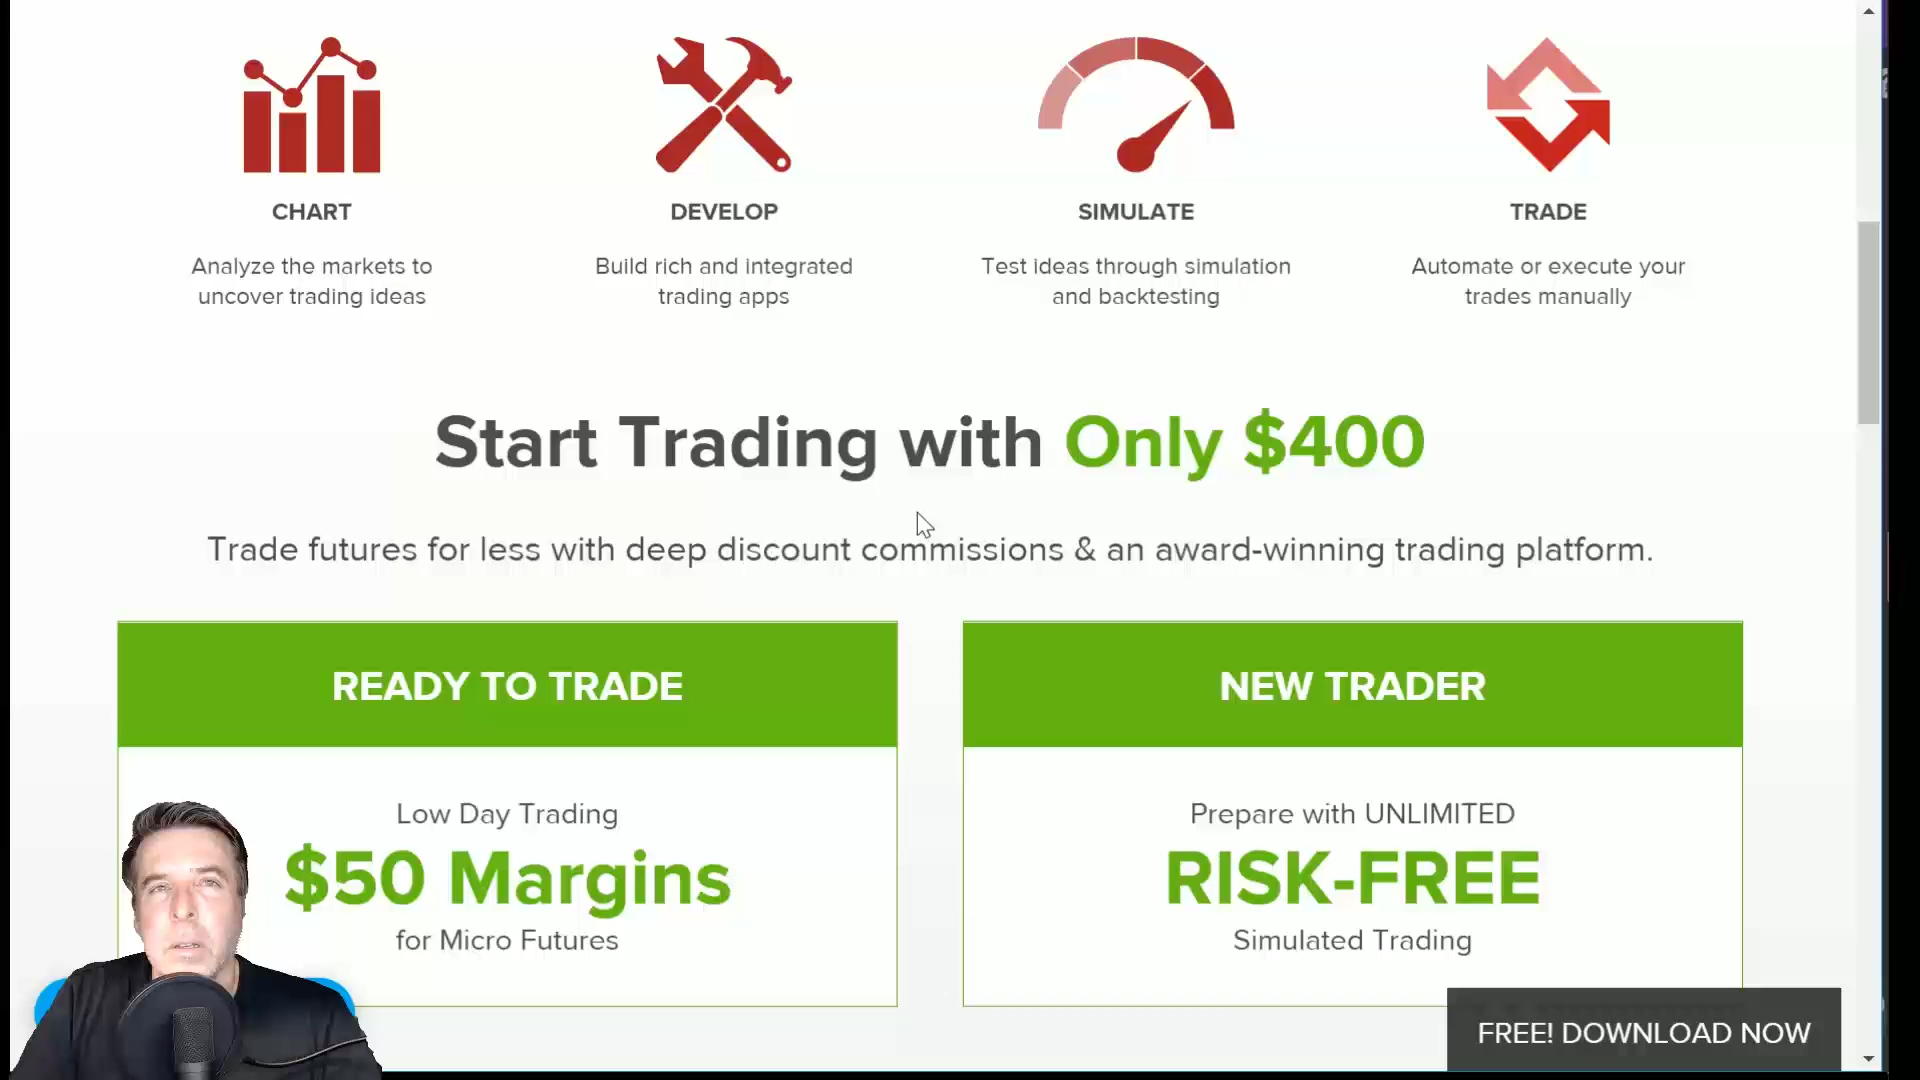 CHART
Analyze the markets to
uncover trading ideas
DEVELOP
Build rich and integrated
trading apps
SIMULATE
Test ideas through simulation
and backtesting
TRADE
Automate or execute your
trades manually
Start Trading with Only $400
Trade futures for less with deep discount commissions & an award-winning trading platform.
READY TO TRADE
Low Day Trading
$50 Margins
for Micro Futures
NEW TRADER
Prepare with UNLIMITED
RISK-FREE
Simulated Trading
FREE! DOWNLOAD NOW